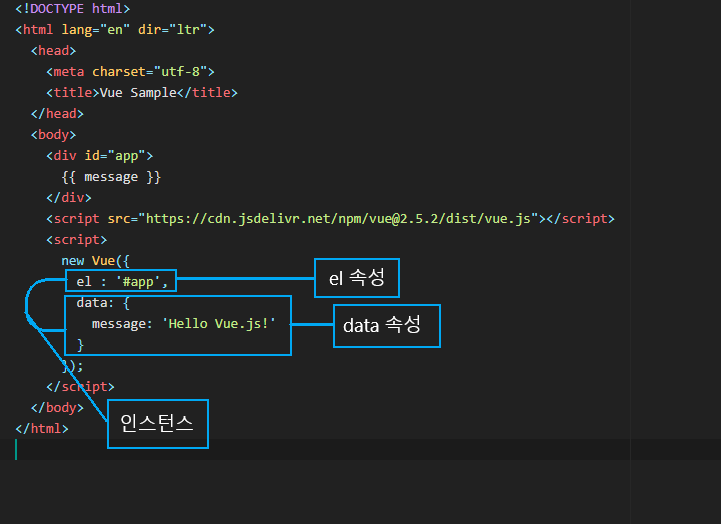 <!DOCTYPE html>
<html lang="en" dir="ltr">
<head>
<meta charset="utf-8">
<title>Vue Sample</title>
</head>
<body>
<div id="app">
{{ message }}
</div>
<script src="https://cdn.jsdelivr.net/npm/vue@2.5.2/dist/vue.js"></script>
<script>
new Vue({
el : '#app',
el 속성
data: {
message: 'Hello Vue.js!'
data 속성
}
});
</script>
</body>
인스턴스
</html>